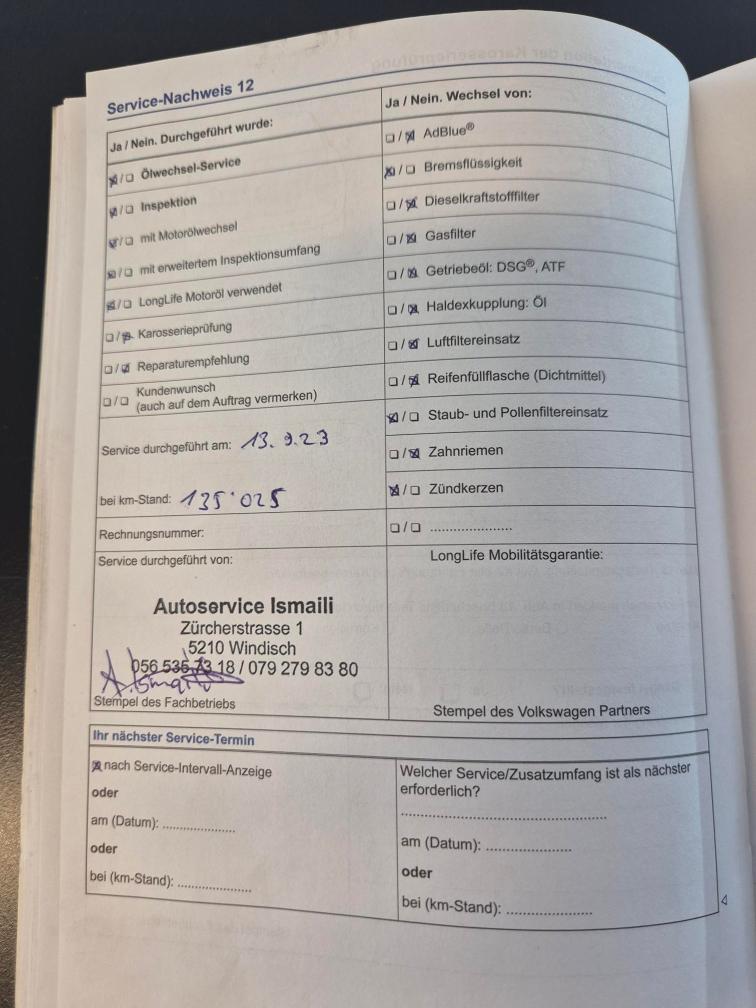 Service-Nachweis 12
Ja / Nein. Durchgeführt wurde:
☒/☐ Ölwechsel-Service
☒/☐ Inspektion
☒/☐ mit Motorölwechsel
☒/☐ mit erweitertem Inspektionsumfang
☒/☐ LongLife Motoröl verwendet
☐/☒ Karosserieprüfung
☐/☒ Reparaturempfehlung
☐/☐ Kundenwunsch
(auch auf dem Auftrag vermerken)
Service durchgeführt am: 13.9.23
bei km-Stand: 135'025
Rechnungsnummer:
Service durchgeführt von:
Autoservice Ismaili
Zürcherstrasse 1
5210 Windisch
056 535 73 18 / 079 279 83 80
A. Ismaili
Stempel des Fachbetriebs
Ja / Nein. Wechsel von:
☐/☒ AdBlue®
☒/☐ Bremsflüssigkeit
☐/☒ Dieselkraftstofffilter
☐/☒ Gasfilter
☐/☒ Getriebeöl: DSG®, ATF
☐/☒ Haldexkupplung: Öl
☐/☒ Luftfiltereinsatz
☐/☒ Reifenfüllflasche (Dichtmittel)
☒/☐ Staub- und Pollenfiltereinsatz
☐/☒ Zahnriemen
☒/☐ Zündkerzen
☐/☐ .....................
LongLife Mobilitätsgarantie:
Stempel des Volkswagen Partners
Ihr nächster Service-Termin
☒ nach Service-Intervall-Anzeige
oder
am (Datum): ...................
oder
bei (km-Stand): ...................
Welcher Service/Zusatzumfang ist als nächster
erforderlich?
......................................................
am (Datum): ......................
oder
bei (km-Stand): ......................